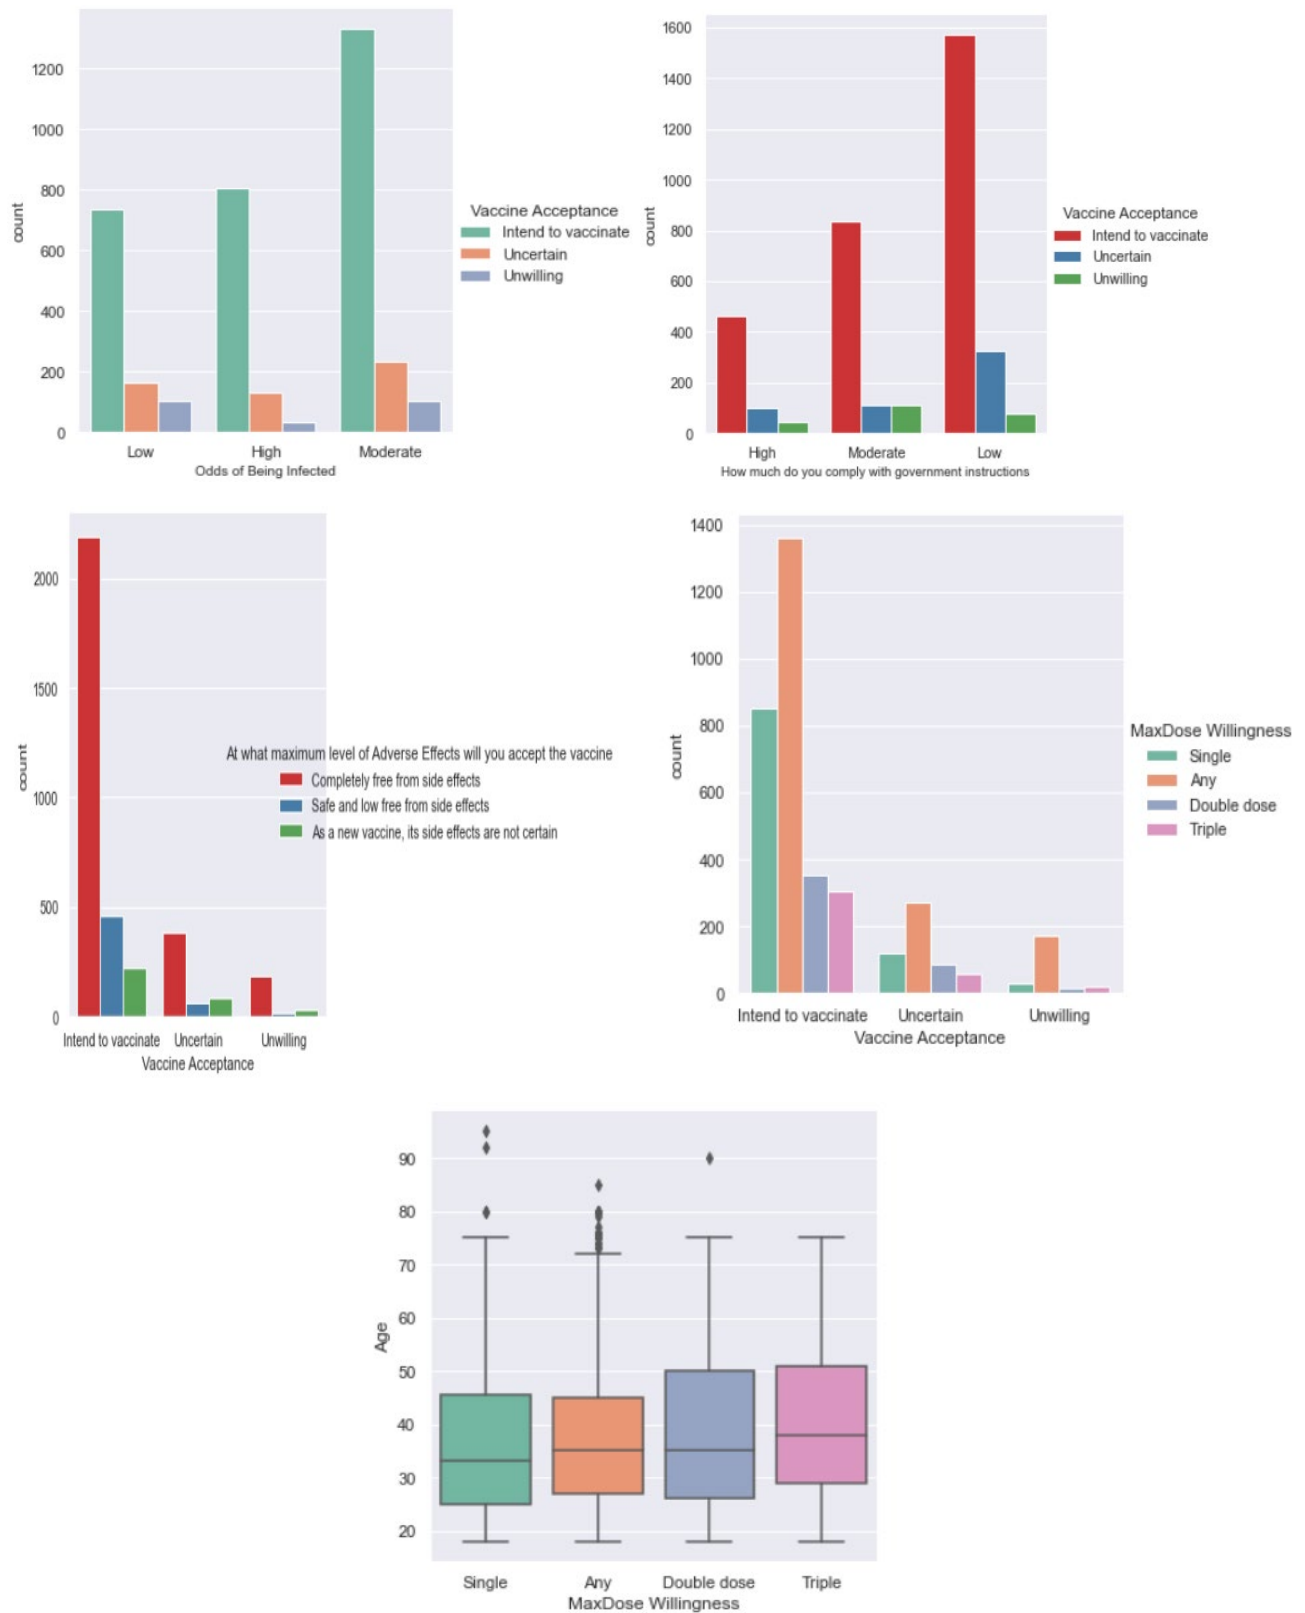 1200
1000
800
600
400
200
0
count
Low
High
Moderate
Odds of Being Infected
Vaccine Acceptance
Intend to vaccinate
Uncertain
Unwilling
1600
1400
1200
1000
800
600
400
200
0
count
High
Moderate
Low
How much do you comply with government instructions
Vaccine Acceptance
Intend to vaccinate
Uncertain
Unwilling
2000
1500
1000
500
0
count
Intend to vaccinate
Uncertain
Unwilling
Vaccine Acceptance
At what maximum level of Adverse Effects will you accept the vaccine
Completely free from side effects
Safe and low free from side effects
As a new vaccine, its side effects are not certain
1400
1200
1000
800
600
400
200
0
count
Intend to vaccinate
Uncertain
Unwilling
Vaccine Acceptance
MaxDose Willingness
Single
Any
Double dose
Triple
90
80
70
60
50
40
30
20
Age
Single
Any
Double dose
Triple
MaxDose Willingness